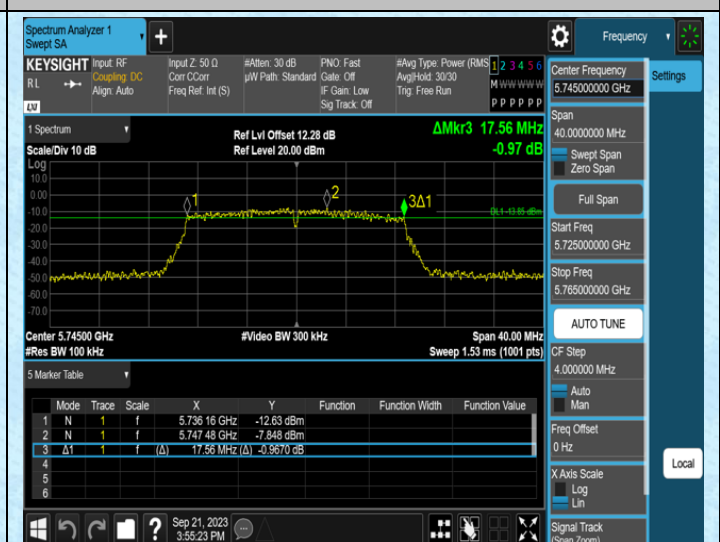 Spectrum Analyzer 1
Swept SA
+
Frequency
KEYSIGHT
RL
LXI
Input: RF
Coupling: DC
Align: Auto
Input Z: 50 Ω
Corr CCorr
Freq Ref: Int (S)
#Atten: 30 dB
µW Path: Standard
PNO: Fast
Gate: Off
IF Gain: Low
Sig Track: Off
#Avg Type: Power (RMS
Avg|Hold: 30/30
Trig: Free Run
1 2 3 4 5 6
M W W W W W
P P P P P P
1 Spectrum
Scale/Div 10 dB
Ref Lvl Offset 12.28 dB
Ref Level 20.00 dBm
ΔMkr3 17.56 MHz
-0.97 dB
Log
10.0
0.00
-10.0
-20.0
-30.0
-40.0
-50.0
-60.0
-70.0
1
2
3Δ1
DL1 -13.85 dBm
Center 5.74500 GHz
#Res BW 100 kHz
#Video BW 300 kHz
Span 40.00 MHz
Sweep 1.53 ms (1001 pts)
5 Marker Table
Mode Trace Scale X Y Function Function Width Function Value
1 N 1 f 5.736 16 GHz -12.63 dBm
2 N 1 f 5.747 48 GHz -7.848 dBm
3 Δ1 1 f (Δ) 17.56 MHz (Δ) -0.9670 dB
4
5
6
?
Sep 21, 2023
3:55:23 PM
Center Frequency
5.745000000 GHz
Span
40.0000000 MHz
Swept Span
Zero Span
Full Span
Start Freq
5.725000000 GHz
Stop Freq
5.765000000 GHz
AUTO TUNE
CF Step
4.000000 MHz
Auto
Man
Freq Offset
0 Hz
X Axis Scale
Log
Lin
Signal Track
(Span Zoom)
Settings
Local